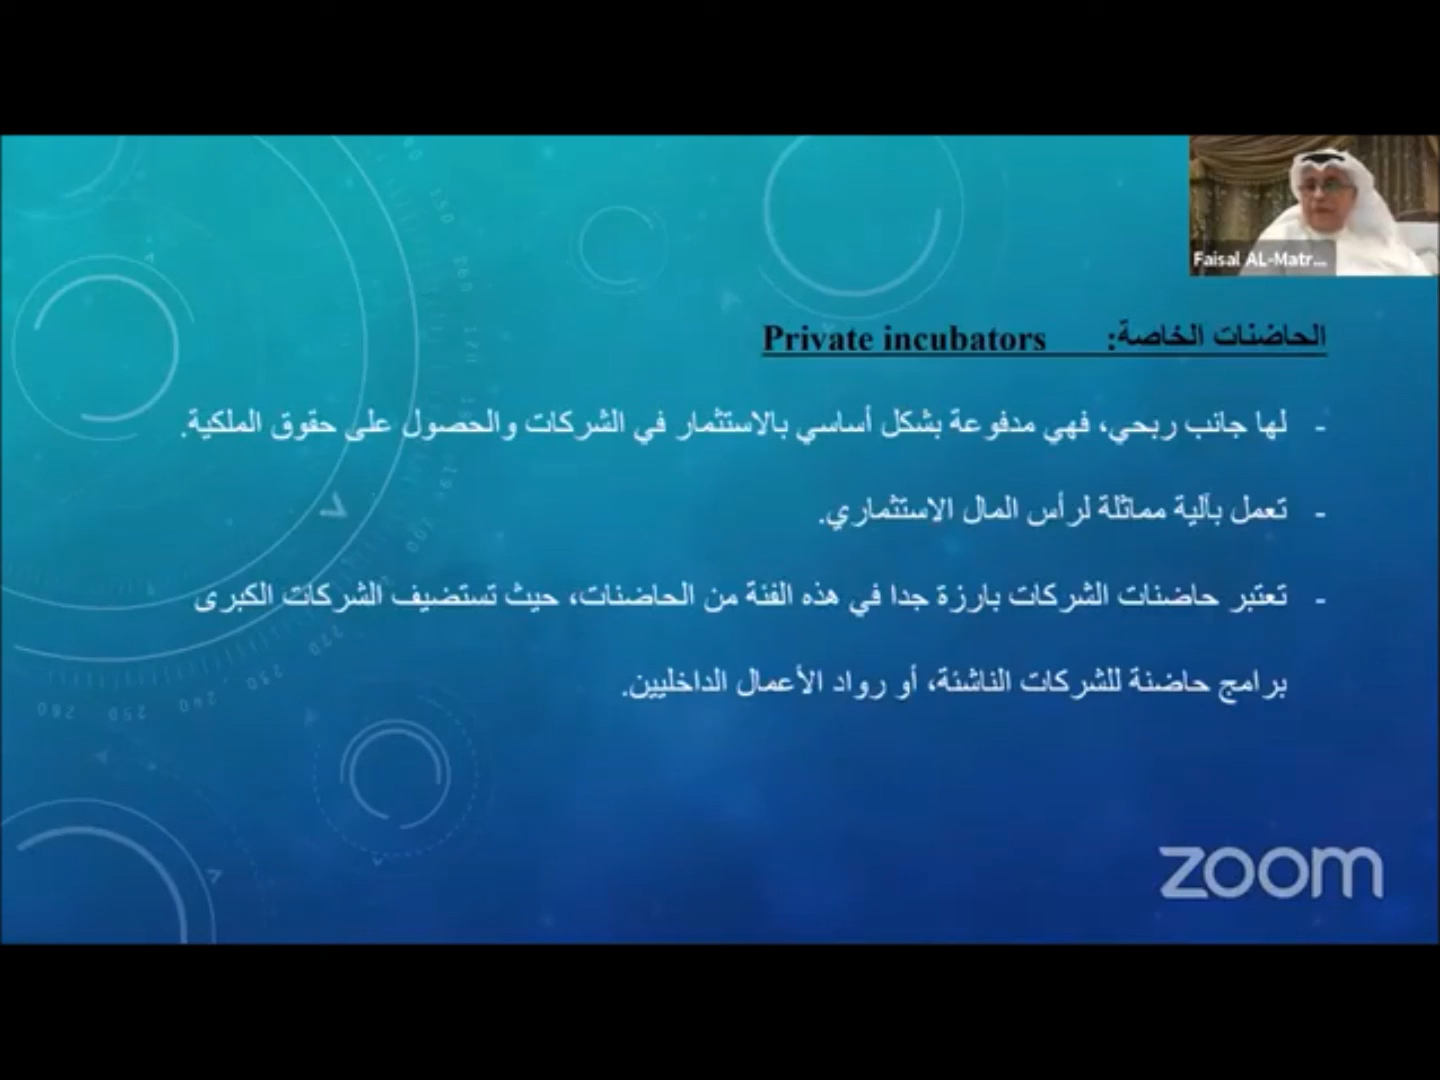 Faisal AL-Matr...
الحاضنات الخاصة: Private incubators
- لها جانب ربحي، فهي مدفوعة بشكل أساسي بالاستثمار في الشركات والحصول على حقوق الملكية.
- تعمل بآلية مماثلة لرأس المال الاستثماري.
- تعتبر حاضنات الشركات بارزة جدا في هذه الفئة من الحاضنات، حيث تستضيف الشركات الكبرى
برامج حاضنة للشركات الناشئة، أو رواد الأعمال الداخليين.
zoom